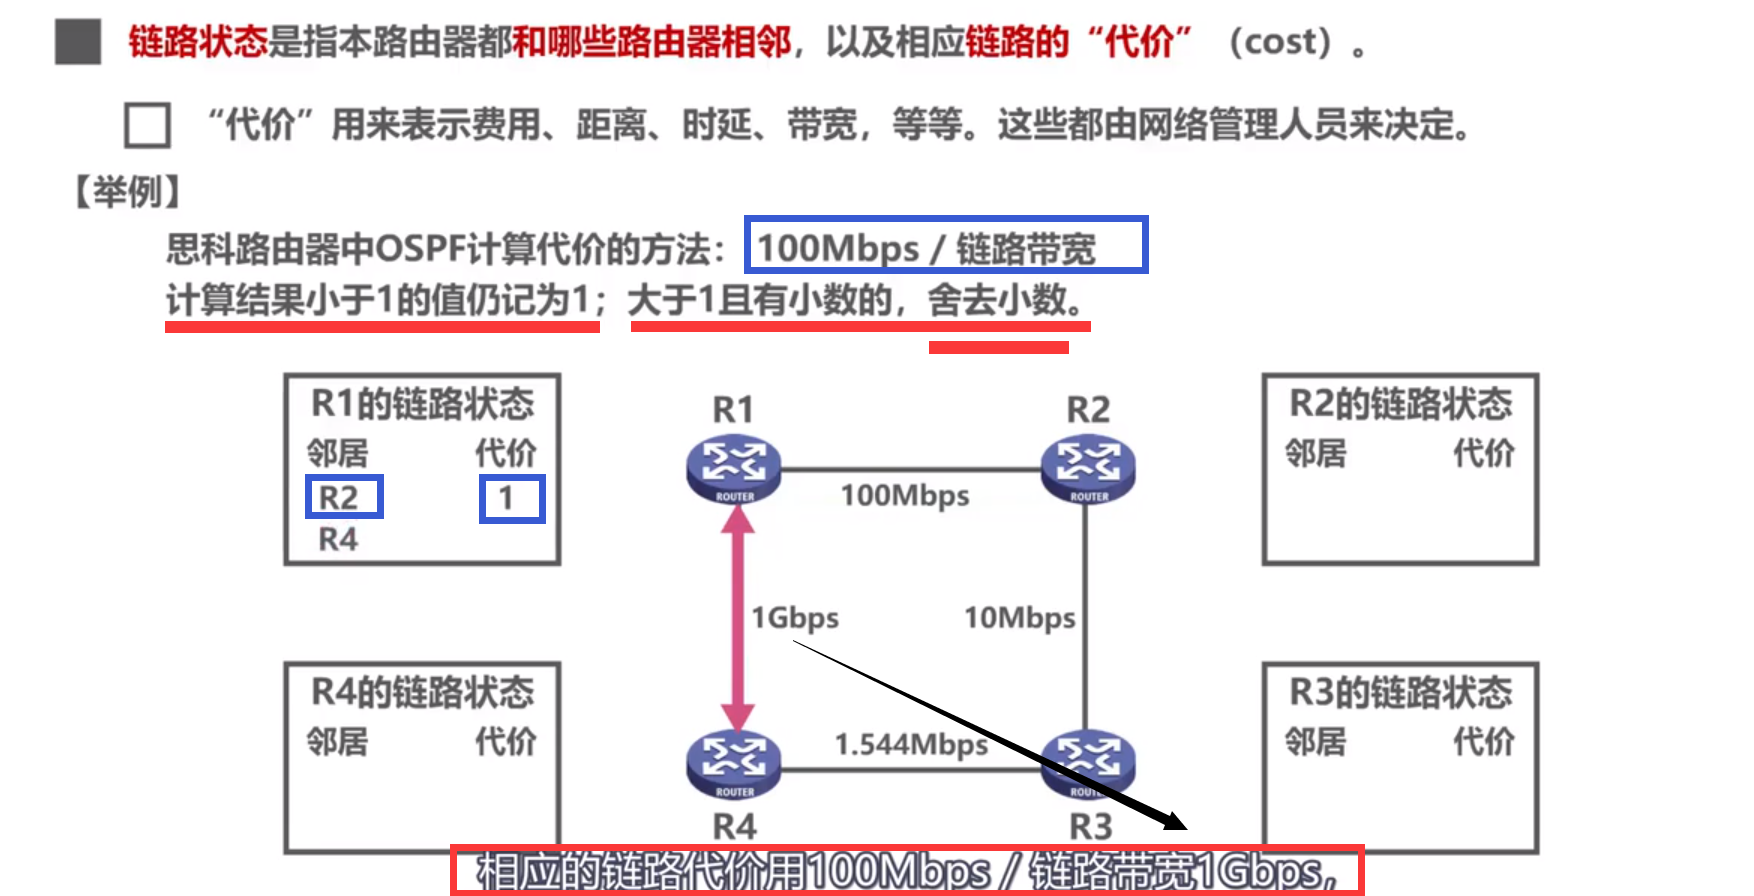 链路状态是指本路由器都和哪些路由器相邻，以及相应链路的“代价”（cost）。
“代价”用来表示费用、距离、时延、带宽，等等。这些都由网络管理人员来决定。
【举例】
思科路由器中OSPF计算代价的方法：100Mbps / 链路带宽
计算结果小于1的值仍记为1；大于1且有小数的，舍去小数。
R1的链路状态
邻居 代价
R2 1
R4
R1
R2
ROUTER
ROUTER
100Mbps
R2的链路状态
邻居 代价
1Gbps
10Mbps
R4的链路状态
邻居 代价
1.544Mbps
ROUTER
ROUTER
R4
R3
R3的链路状态
邻居 代价
相应的链路代价用100Mbps / 链路带宽1Gbps，